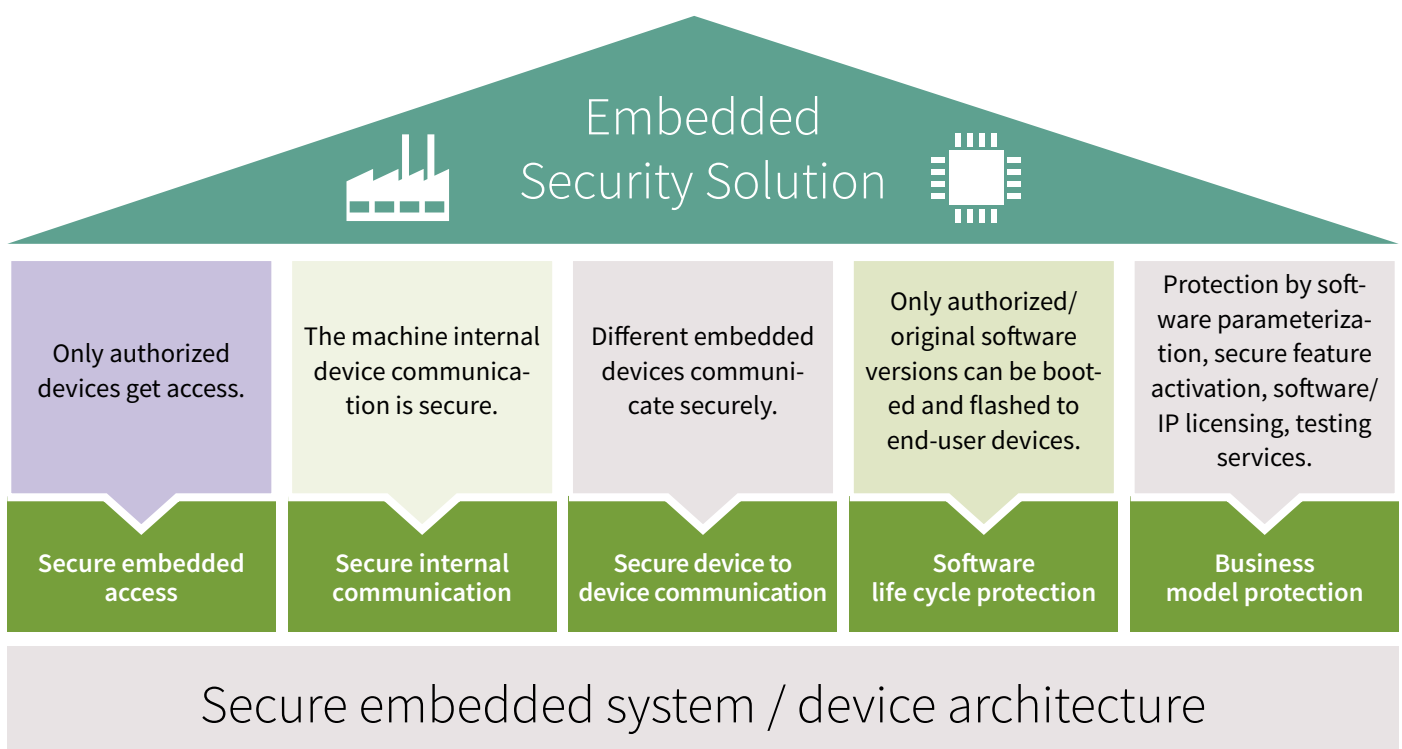 Embedded
Security Solution
Only authorized
devices get access.
The machine internal
device communica-
tion is secure.
Different embedded
devices communi-
cate securely.
Only authorized/
original software
versions can be boot-
ed and flashed to
end-user devices.
Protection by soft-
ware parameteriza-
tion, secure feature
activation, software/
IP licensing, testing
services.
Secure embedded
access
Secure internal
communication
Secure device to
device communication
Software
life cycle protection
Business
model protection
Secure embedded system / device architecture